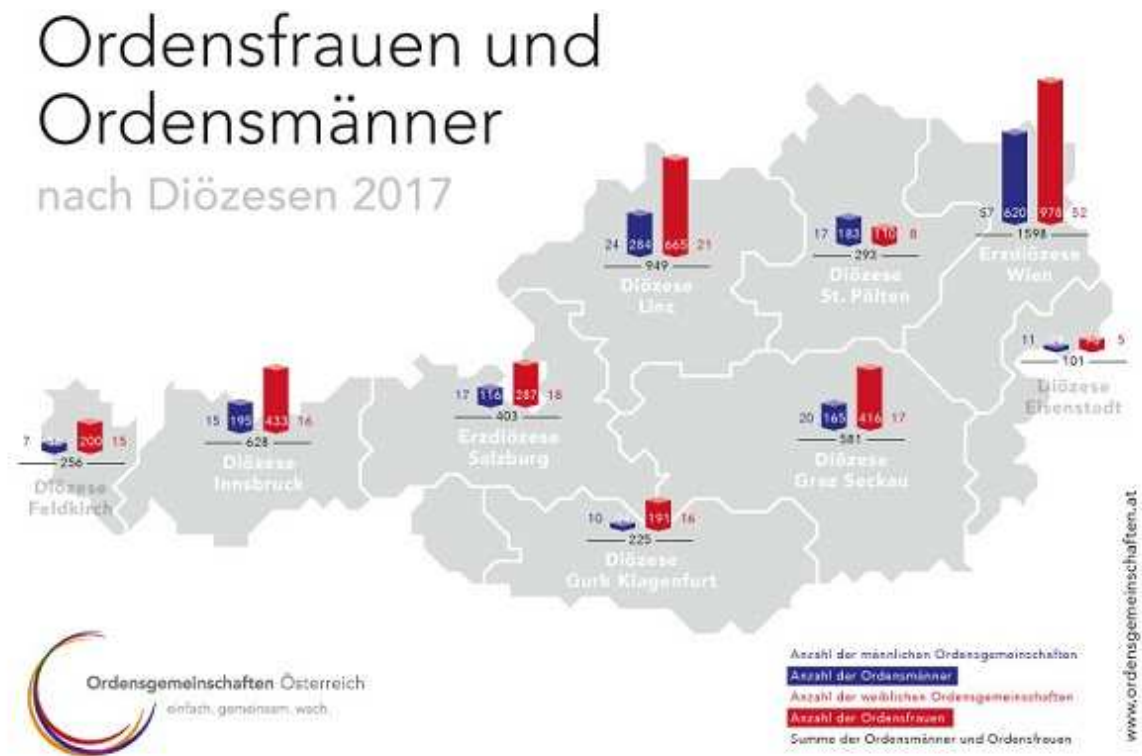 Ordensfrauen und
Ordensmänner
nach Diözesen 2017
57 620 978 52
1598
Erzdiözese
Wien
24 284 665 21
949
Diözese
Linz
17 183 110 8
293
Diözese
St. Pölten
11 5
101
Diözese
Eisenstadt
17 116 287 18
403
Erzdiözese
Salzburg
15 195 433 16
628
Diözese
Innsbruck
20 165 416 17
581
Diözese
Graz Seckau
7 200 15
256
Diözese
Feldkirch
10 191 16
225
Diözese
Gurk Klagenfurt
www.ordensgemeinschaften.at
Ordensgemeinschaften Österreich
einfach. gemeinsam. wach.
Anzahl der männlichen Ordensgemeinschaften
Anzahl der Ordensmänner
Anzahl der weiblichen Ordensgemeinschaften
Anzahl der Ordensfrauen
Summe der Ordensmänner und Ordensfrauen